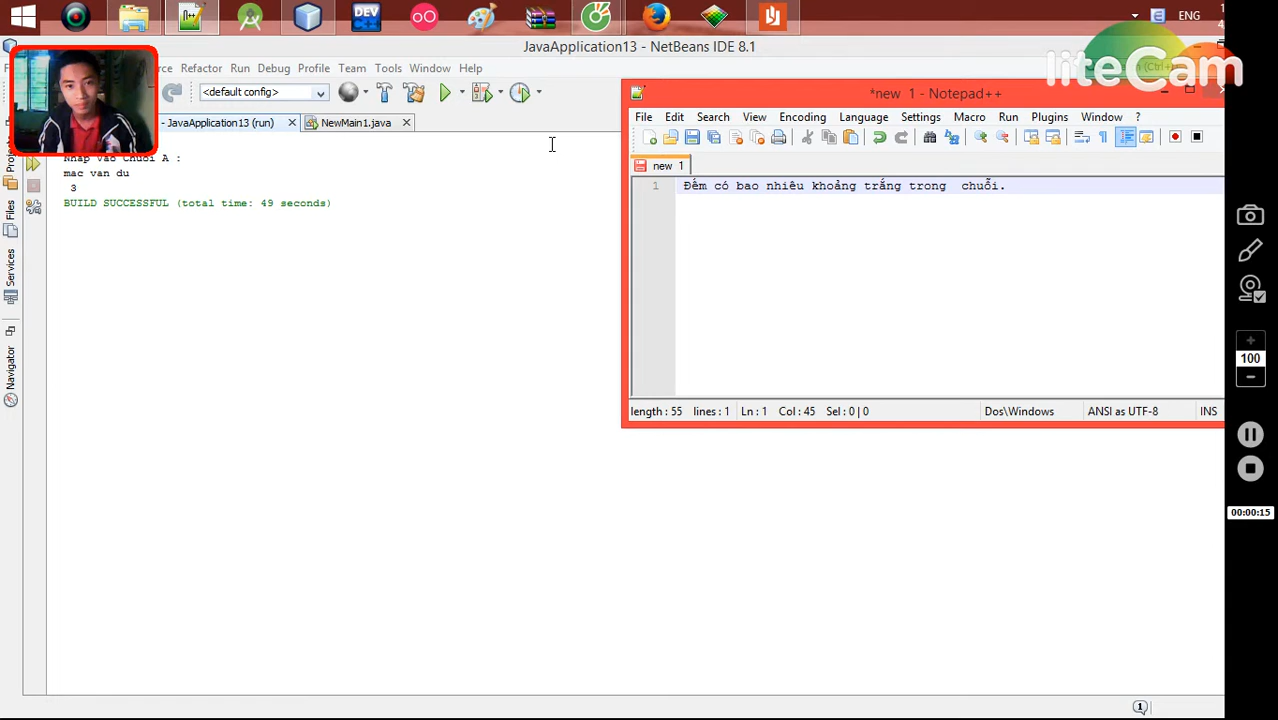 ENG
JavaApplication13 - NetBeans IDE 8.1
liteCam
Refactor Run Debug Profile Team Tools Window Help
<default config>
JavaApplication13 (run) NewMain1.java
Nhap vao Chuoi A :
mac van du
3
BUILD SUCCESSFUL (total time: 49 seconds)
Files
Services
Navigator
*new 1 - Notepad++
File Edit Search View Encoding Language Settings Macro Run Plugins Window ?
new 1
1 Đếm có bao nhiêu khoảng trắng trong  chuỗi.
length : 55 lines : 1 Ln : 1 Col : 45 Sel : 0 | 0 Dos\Windows ANSI as UTF-8 INS
100
00:00:15
1